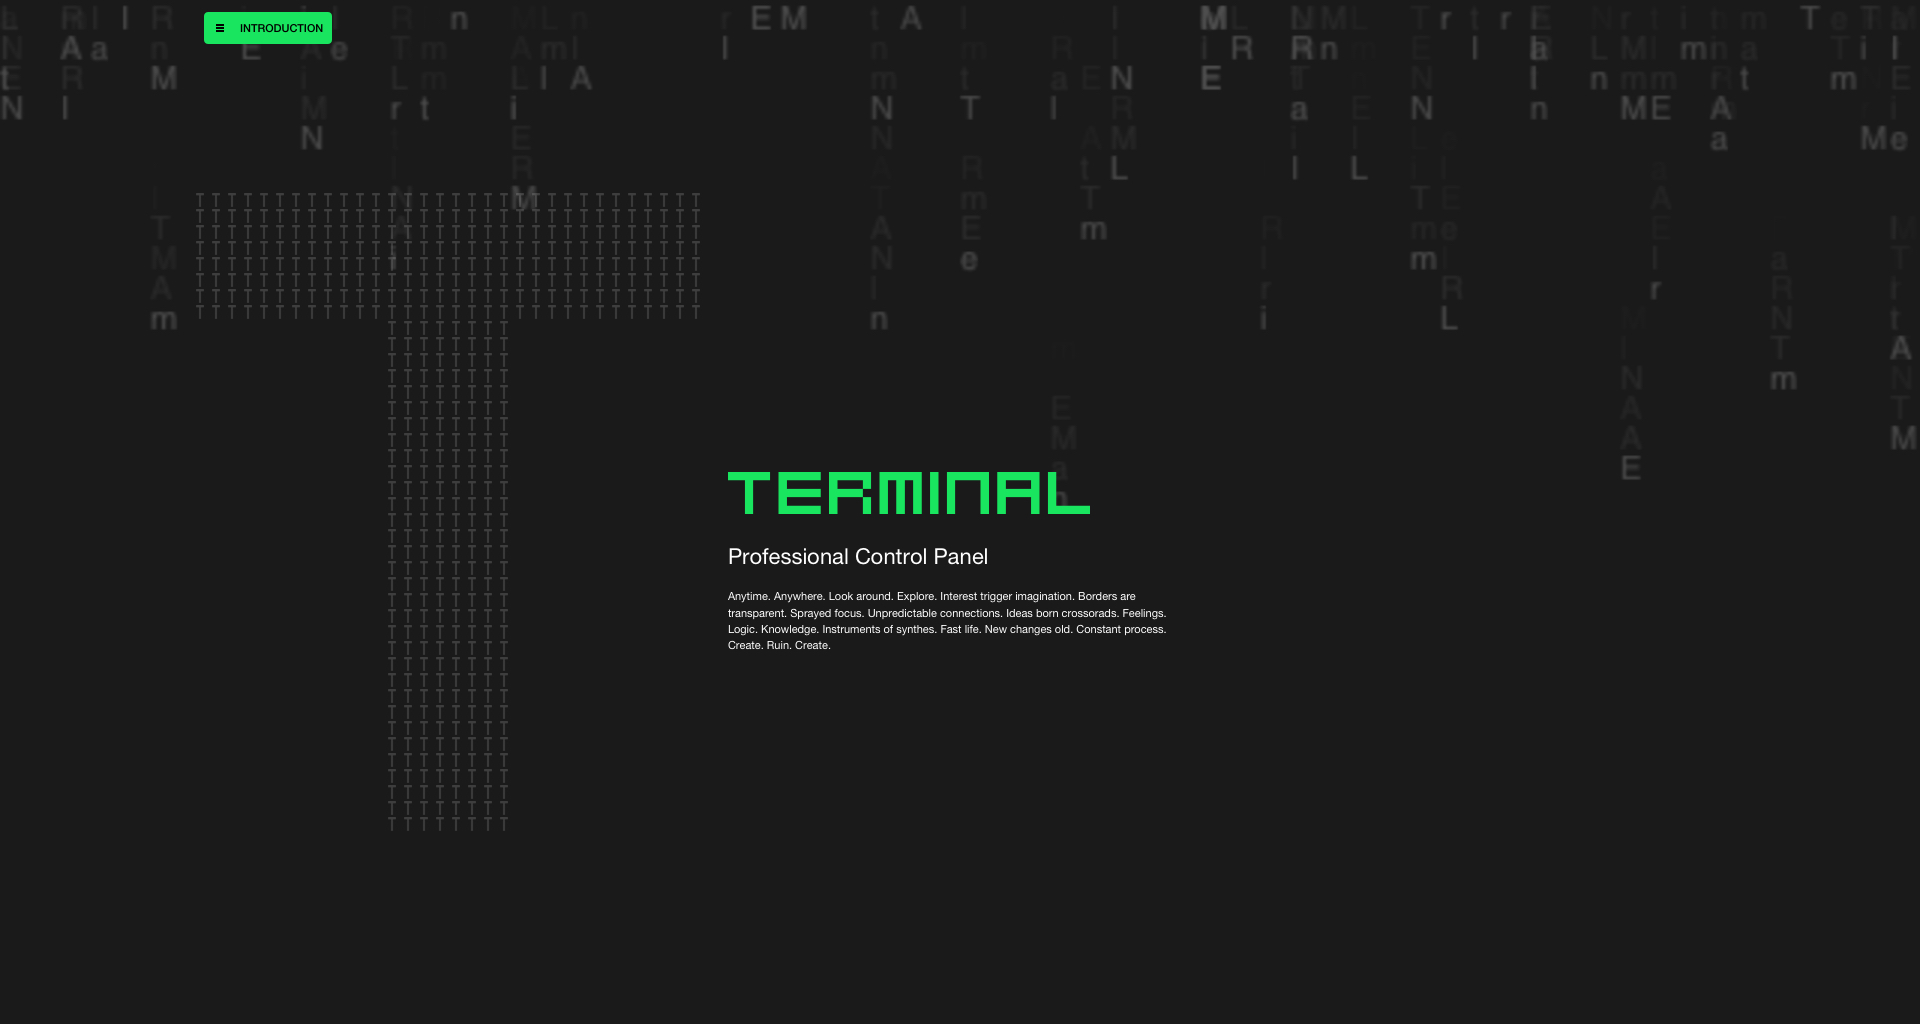 INTRODUCTION
TERMINAL
Professional Control Panel
Anytime. Anywhere. Look around. Explore. Interest trigger imagination. Borders are
transparent. Sprayed focus. Unpredictable connections. Ideas born crossorads. Feelings.
Logic. Knowledge. Instruments of synthes. Fast life. New changes old. Constant process.
Create. Ruin. Create.